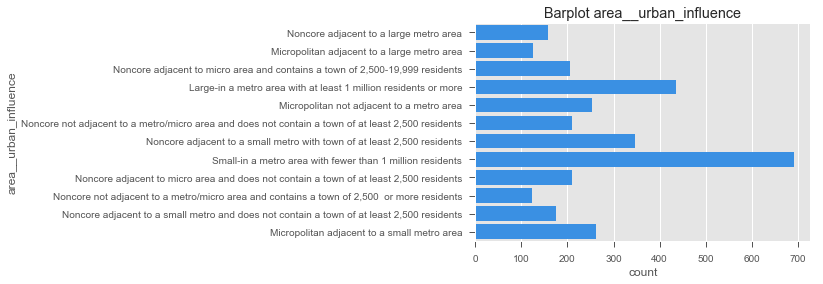 Barplot area__urban_influence
area__urban_influence
Noncore adjacent to a large metro area
Micropolitan adjacent to a large metro area
Noncore adjacent to micro area and contains a town of 2,500-19,999 residents
Large-in a metro area with at least 1 million residents or more
Micropolitan not adjacent to a metro area
Noncore not adjacent to a metro/micro area and does not contain a town of at least 2,500 residents
Noncore adjacent to a small metro with town of at least 2,500 residents
Small-in a metro area with fewer than 1 million residents
Noncore adjacent to micro area and does not contain a town of at least 2,500 residents
Noncore not adjacent to a metro/micro area and contains a town of 2,500  or more residents
Noncore adjacent to a small metro and does not contain a town of at least 2,500 residents
Micropolitan adjacent to a small metro area
0 100 200 300 400 500 600 700
count